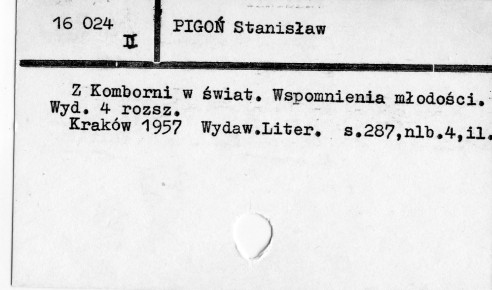 16 024 PIGOŃ Stanisław
II
Z Komborni w świat. Wspomnienia młodości.
Wyd. 4 rozsz.
Kraków 1957 Wydaw.Liter. s.287,nlb.4,il.